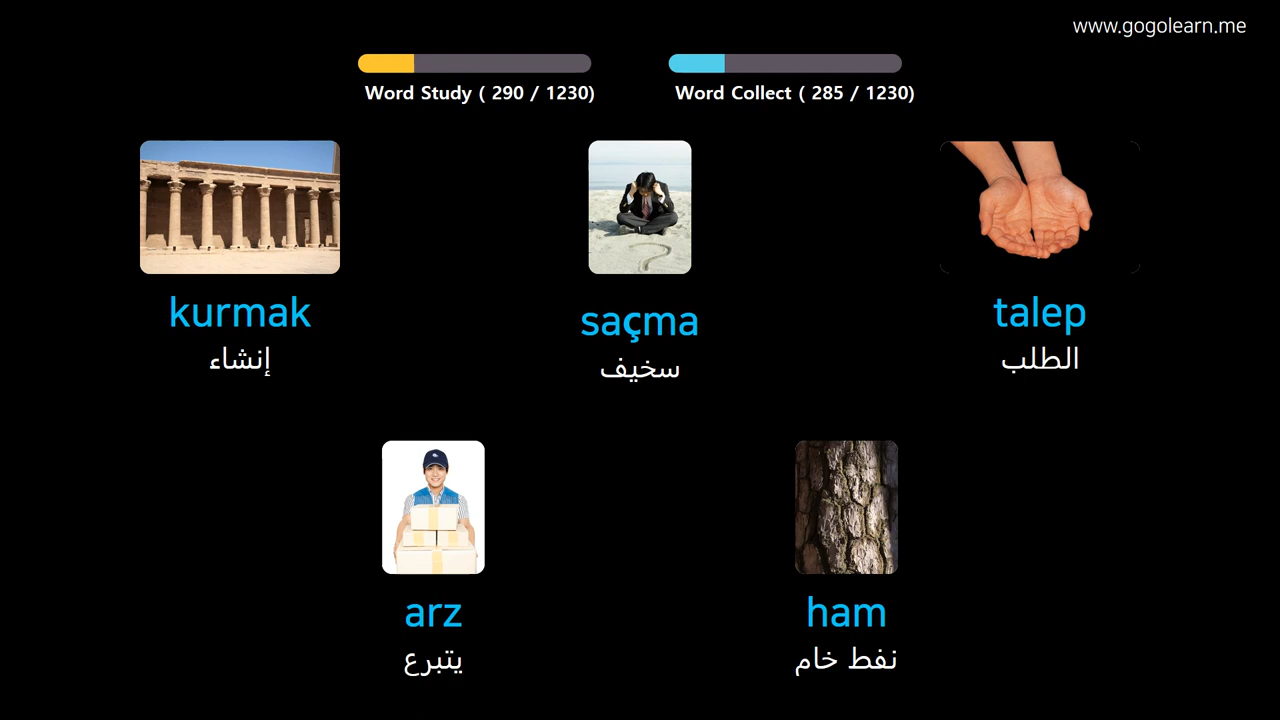 www.gogolearn.me
Word Study ( 290 / 1230)
Word Collect ( 285 / 1230)
kurmak
إنشاء
saçma
سخيف
talep
الطلب
arz
يتبرع
ham
نفط خام